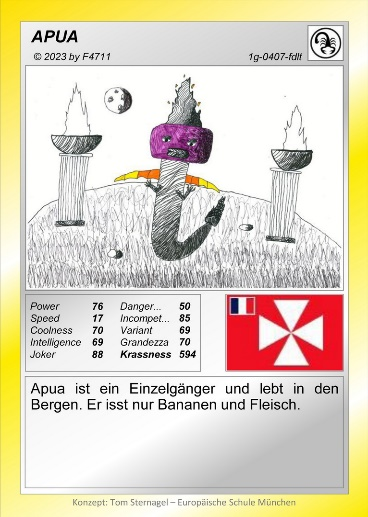 APUA
© 2023 by F4711 1g-0407-fdlf
Power 76 Danger... 50
Speed 17 Incompet... 85
Coolness 70 Variant 69
Intelligence 69 Grandezza 70
Joker 88 Krassness 594
Apua ist ein Einzelgänger und lebt in den
Bergen. Er isst nur Bananen und Fleisch.
Konzept: Tom Sternagel – Europäische Schule München